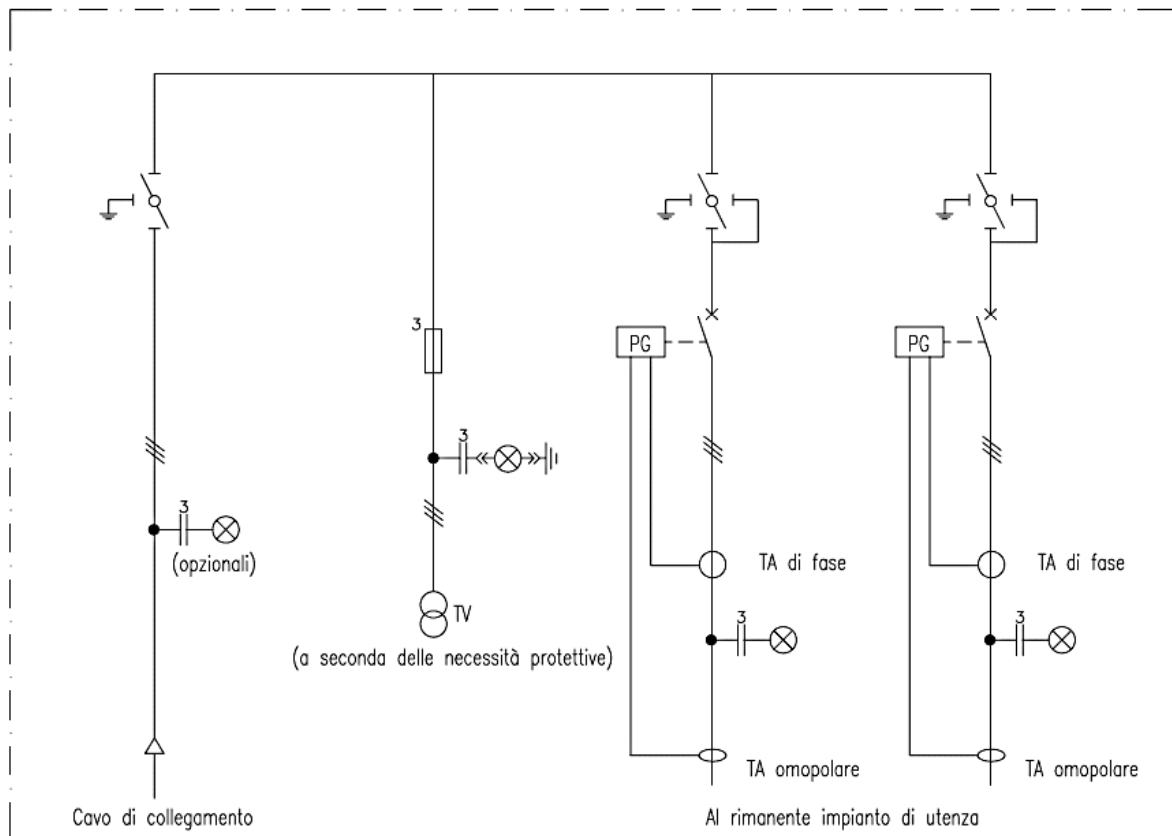 3
PG
PG
3
3
(opzionali)
TA di fase
TA di fase
TV
3
3
(a seconda delle necessità protettive)
TA omopolare
TA omopolare
Cavo di collegamento
Al rimanente impianto di utenza